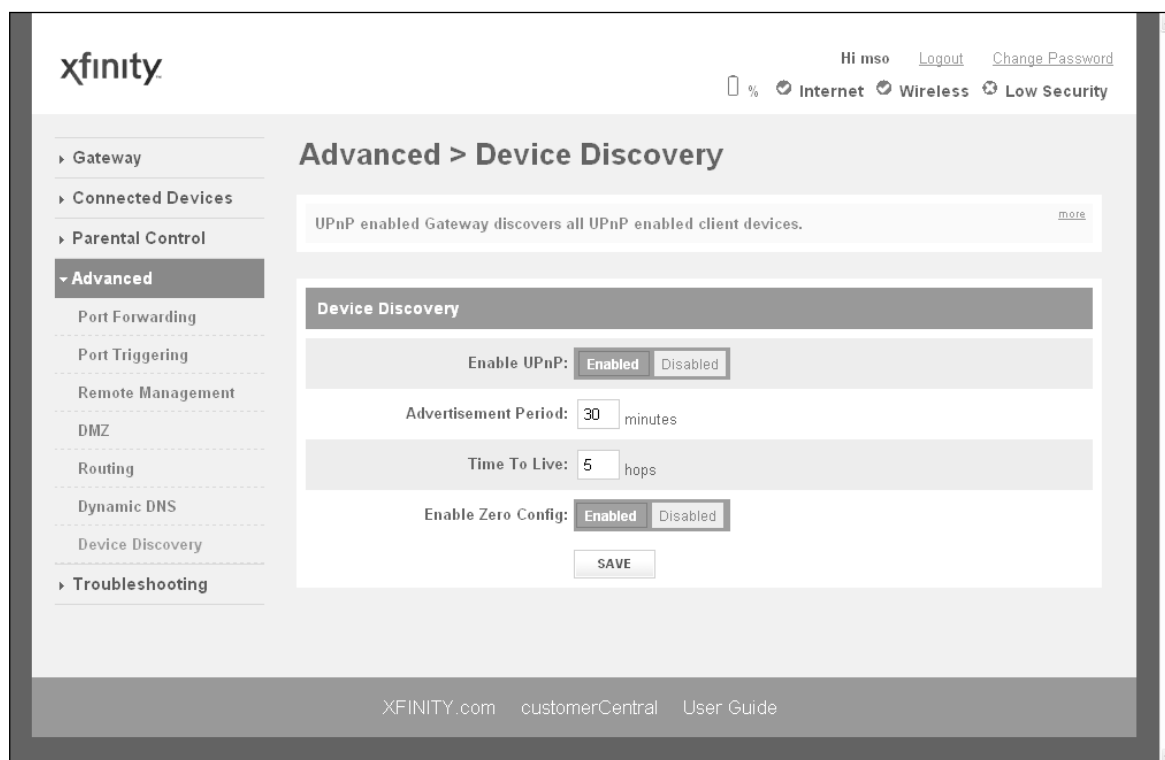 xfinity.
Hi mso Logout Change Password
% Internet Wireless Low Security
Gateway
Connected Devices
Parental Control
Advanced
Port Forwarding
Port Triggering
Remote Management
DMZ
Routing
Dynamic DNS
Device Discovery
Troubleshooting
Advanced > Device Discovery
UPnP enabled Gateway discovers all UPnP enabled client devices. more
Device Discovery
Enable UPnP: Enabled Disabled
Advertisement Period: 30 minutes
Time To Live: 5 hops
Enable Zero Config: Enabled Disabled
SAVE
XFINITY.com customerCentral User Guide